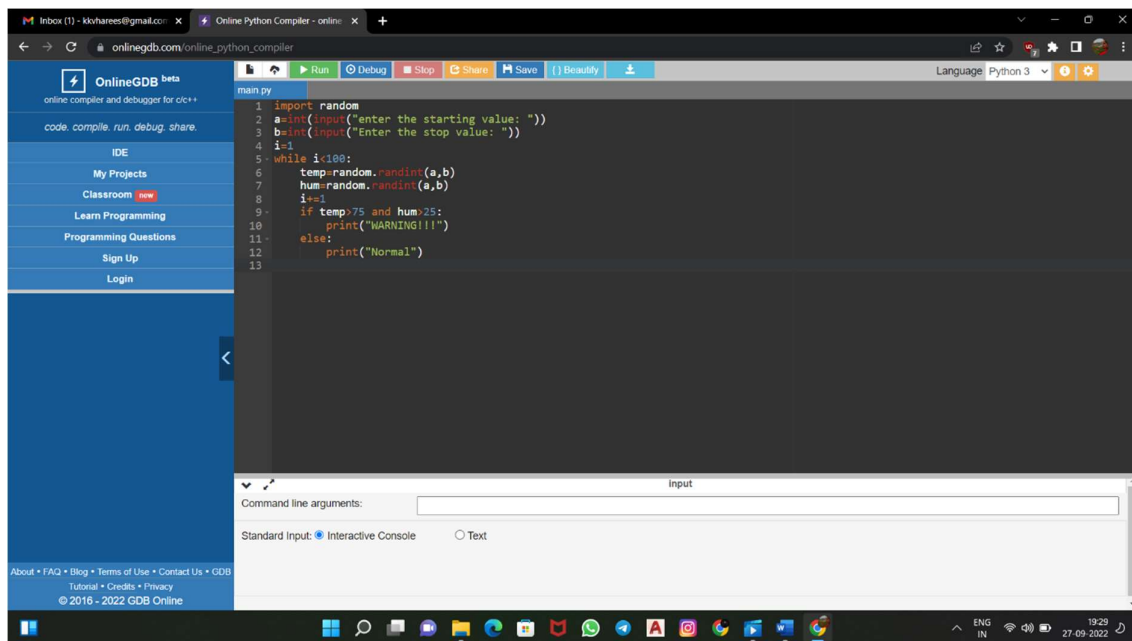 Inbox (1) - kkvharees@gmail.con
Online Python Compiler - online
onlinegdb.com/online_python_compiler
OnlineGDB beta
online compiler and debugger for c/c++
code. compile. run. debug. share.
IDE
My Projects
Classroom new
Learn Programming
Programming Questions
Sign Up
Login
Run Debug Stop Share Save {} Beautify
Language Python 3
main.py
1 import random
2 a=int(input("enter the starting value: "))
3 b=int(input("Enter the stop value: "))
4 i=1
5 while i<100:
6 temp=random.randint(a,b)
7 hum=random.randint(a,b)
8 i+=1
9 if temp>75 and hum>25:
10 print("WARNING!!!")
11 else:
12 print("Normal")
13
input
Command line arguments:
Standard Input: Interactive Console Text
About • FAQ • Blog • Terms of Use • Contact Us • GDB
Tutorial • Credits • Privacy
© 2016 - 2022 GDB Online
ENG
IN
19:29
27-09-2022